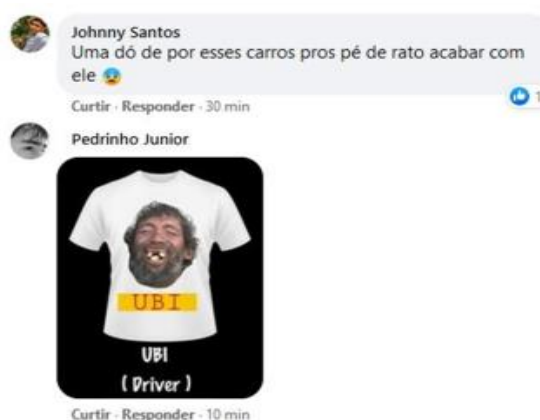 Johnny Santos
Uma dó de por esses carros pros pé de rato acabar com
ele
Curtir · Responder · 30 min
1
Pedrinho Junior
UBI
UBI
( Driver )
Curtir · Responder · 10 min